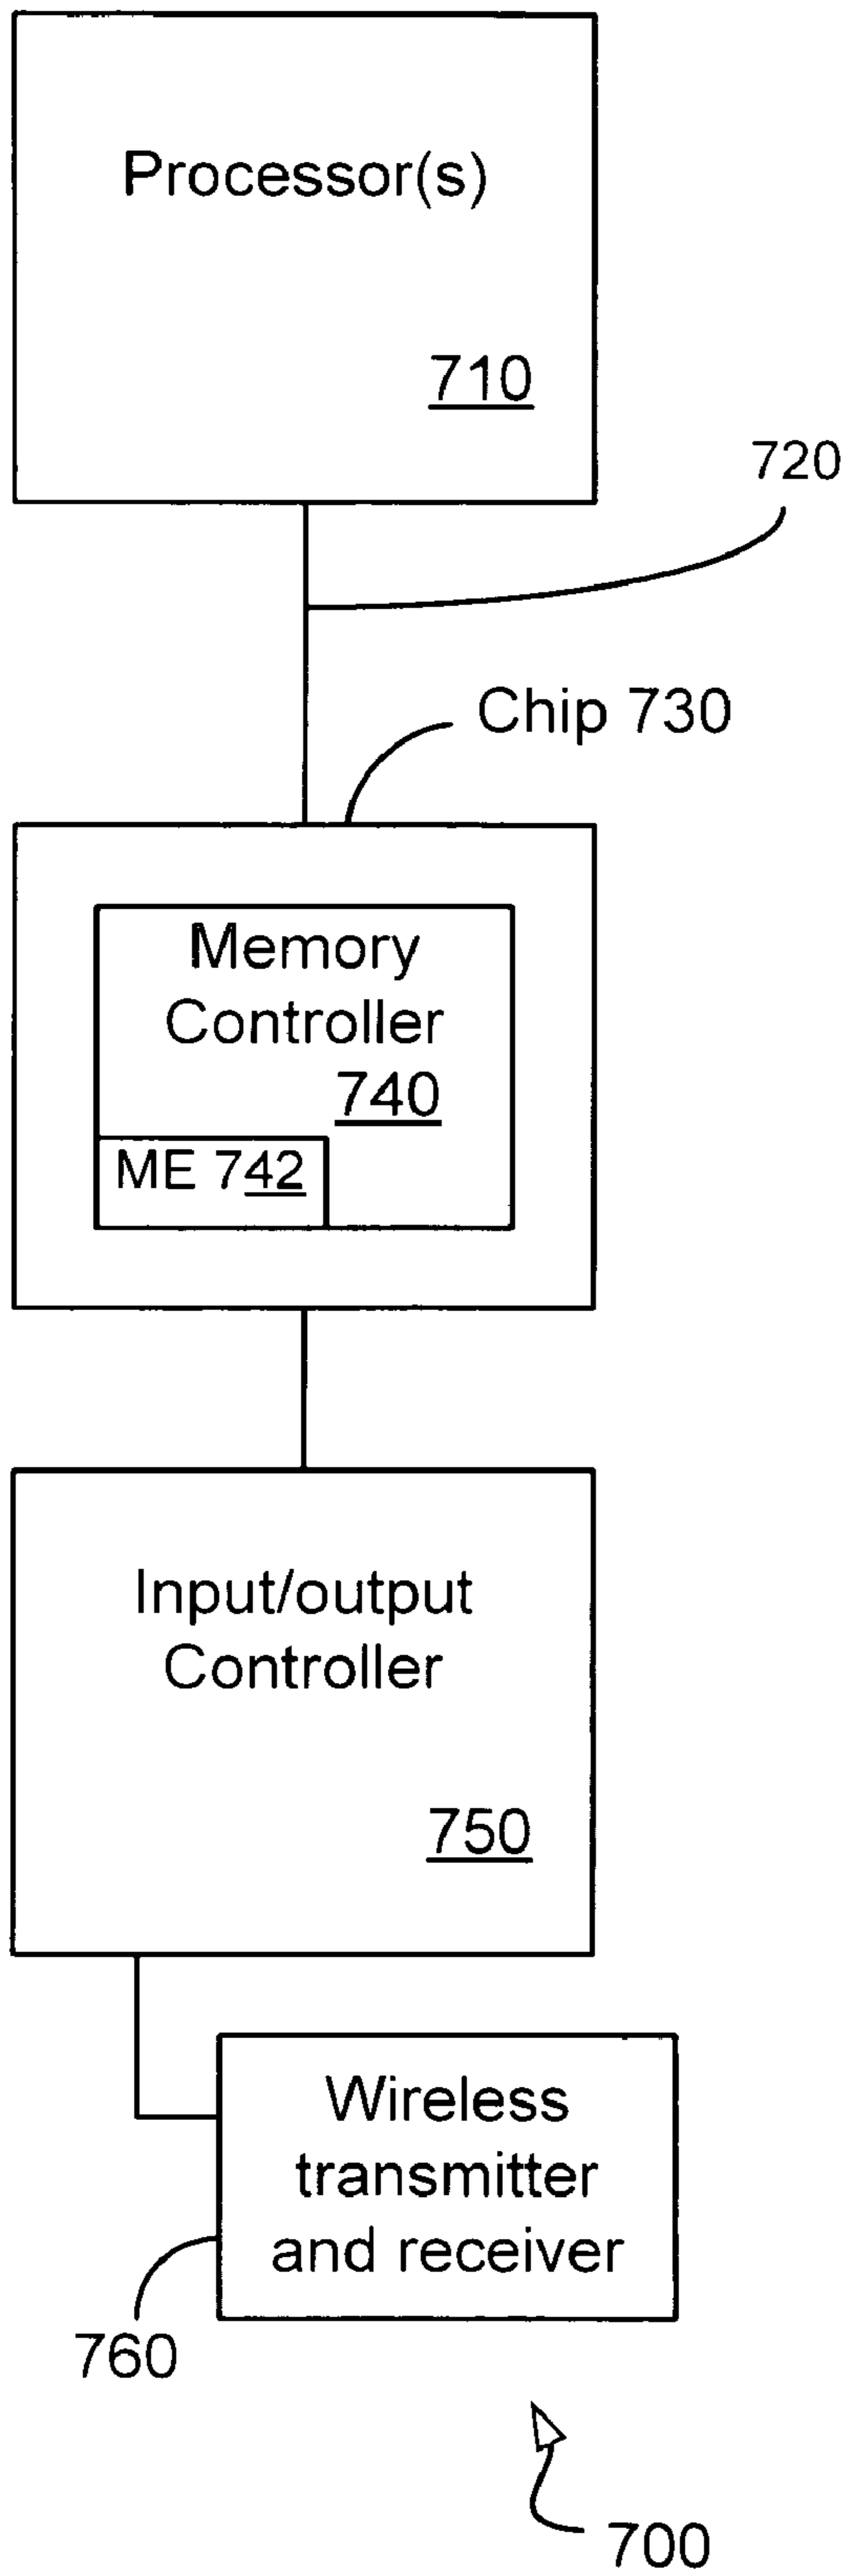 Processor(s)
710
720
Chip 730
Memory
Controller
740
ME 742
Input/output
Controller
750
Wireless
transmitter
and receiver
760
700